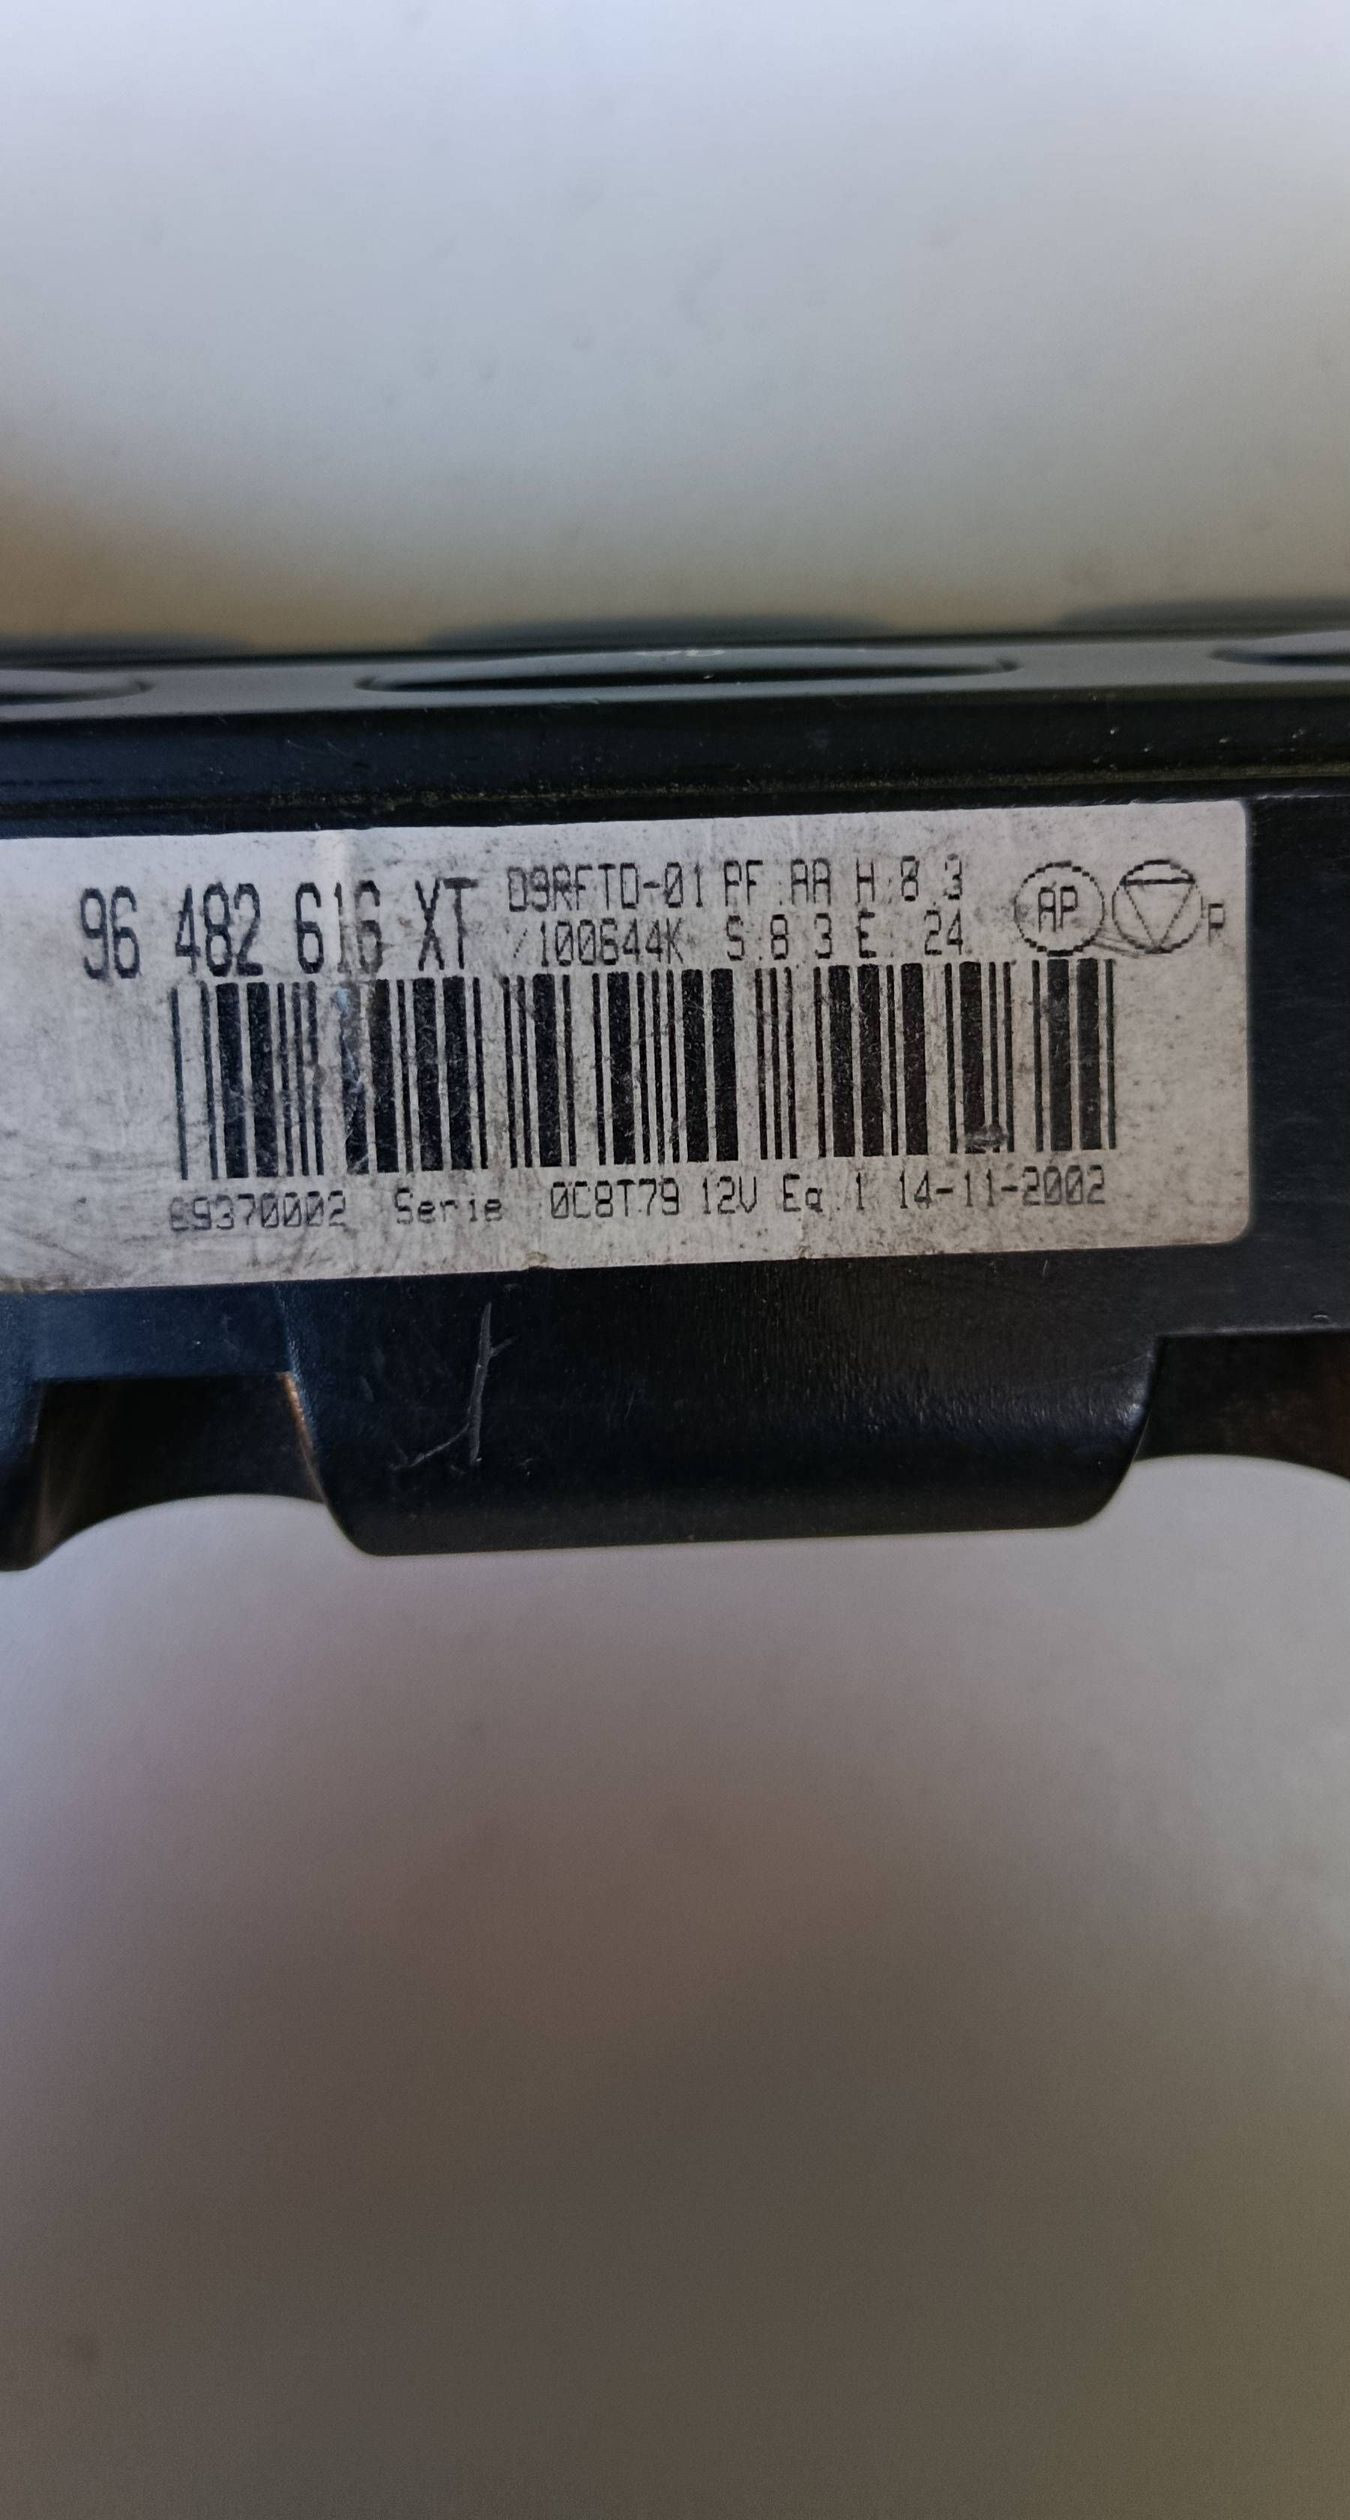 96 482 616 XT D9RFTD-01 PF:AA H:8.3 AP
/100644K S:8.3 E: 24 R
69370002 Serie 0C8T79 12V Eq.1 14-11-2002